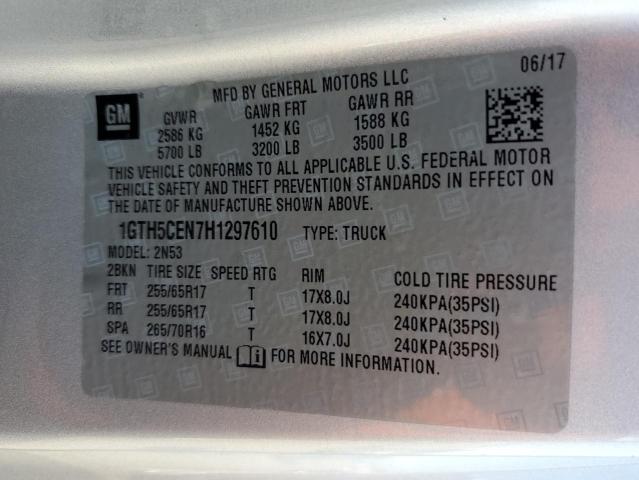 06/17
MFD BY GENERAL MOTORS LLC
GM
GVWR GAWR FRT GAWR RR
2586 KG 1452 KG 1588 KG
5700 LB 3200 LB 3500 LB
THIS VEHICLE CONFORMS TO ALL APPLICABLE U.S. FEDERAL MOTOR
VEHICLE SAFETY AND THEFT PREVENTION STANDARDS IN EFFECT ON
THE DATE OF MANUFACTURE SHOWN ABOVE.
1GTH5CEN7H1297610 TYPE: TRUCK
MODEL: 2N53
2BKN TIRE SIZE SPEED RTG RIM COLD TIRE PRESSURE
FRT 255/65R17 T 17X8.0J 240KPA(35PSI)
RR 255/65R17 T 17X8.0J 240KPA(35PSI)
SPA 265/70R16 T 16X7.0J 240KPA(35PSI)
SEE OWNER'S MANUAL FOR MORE INFORMATION.